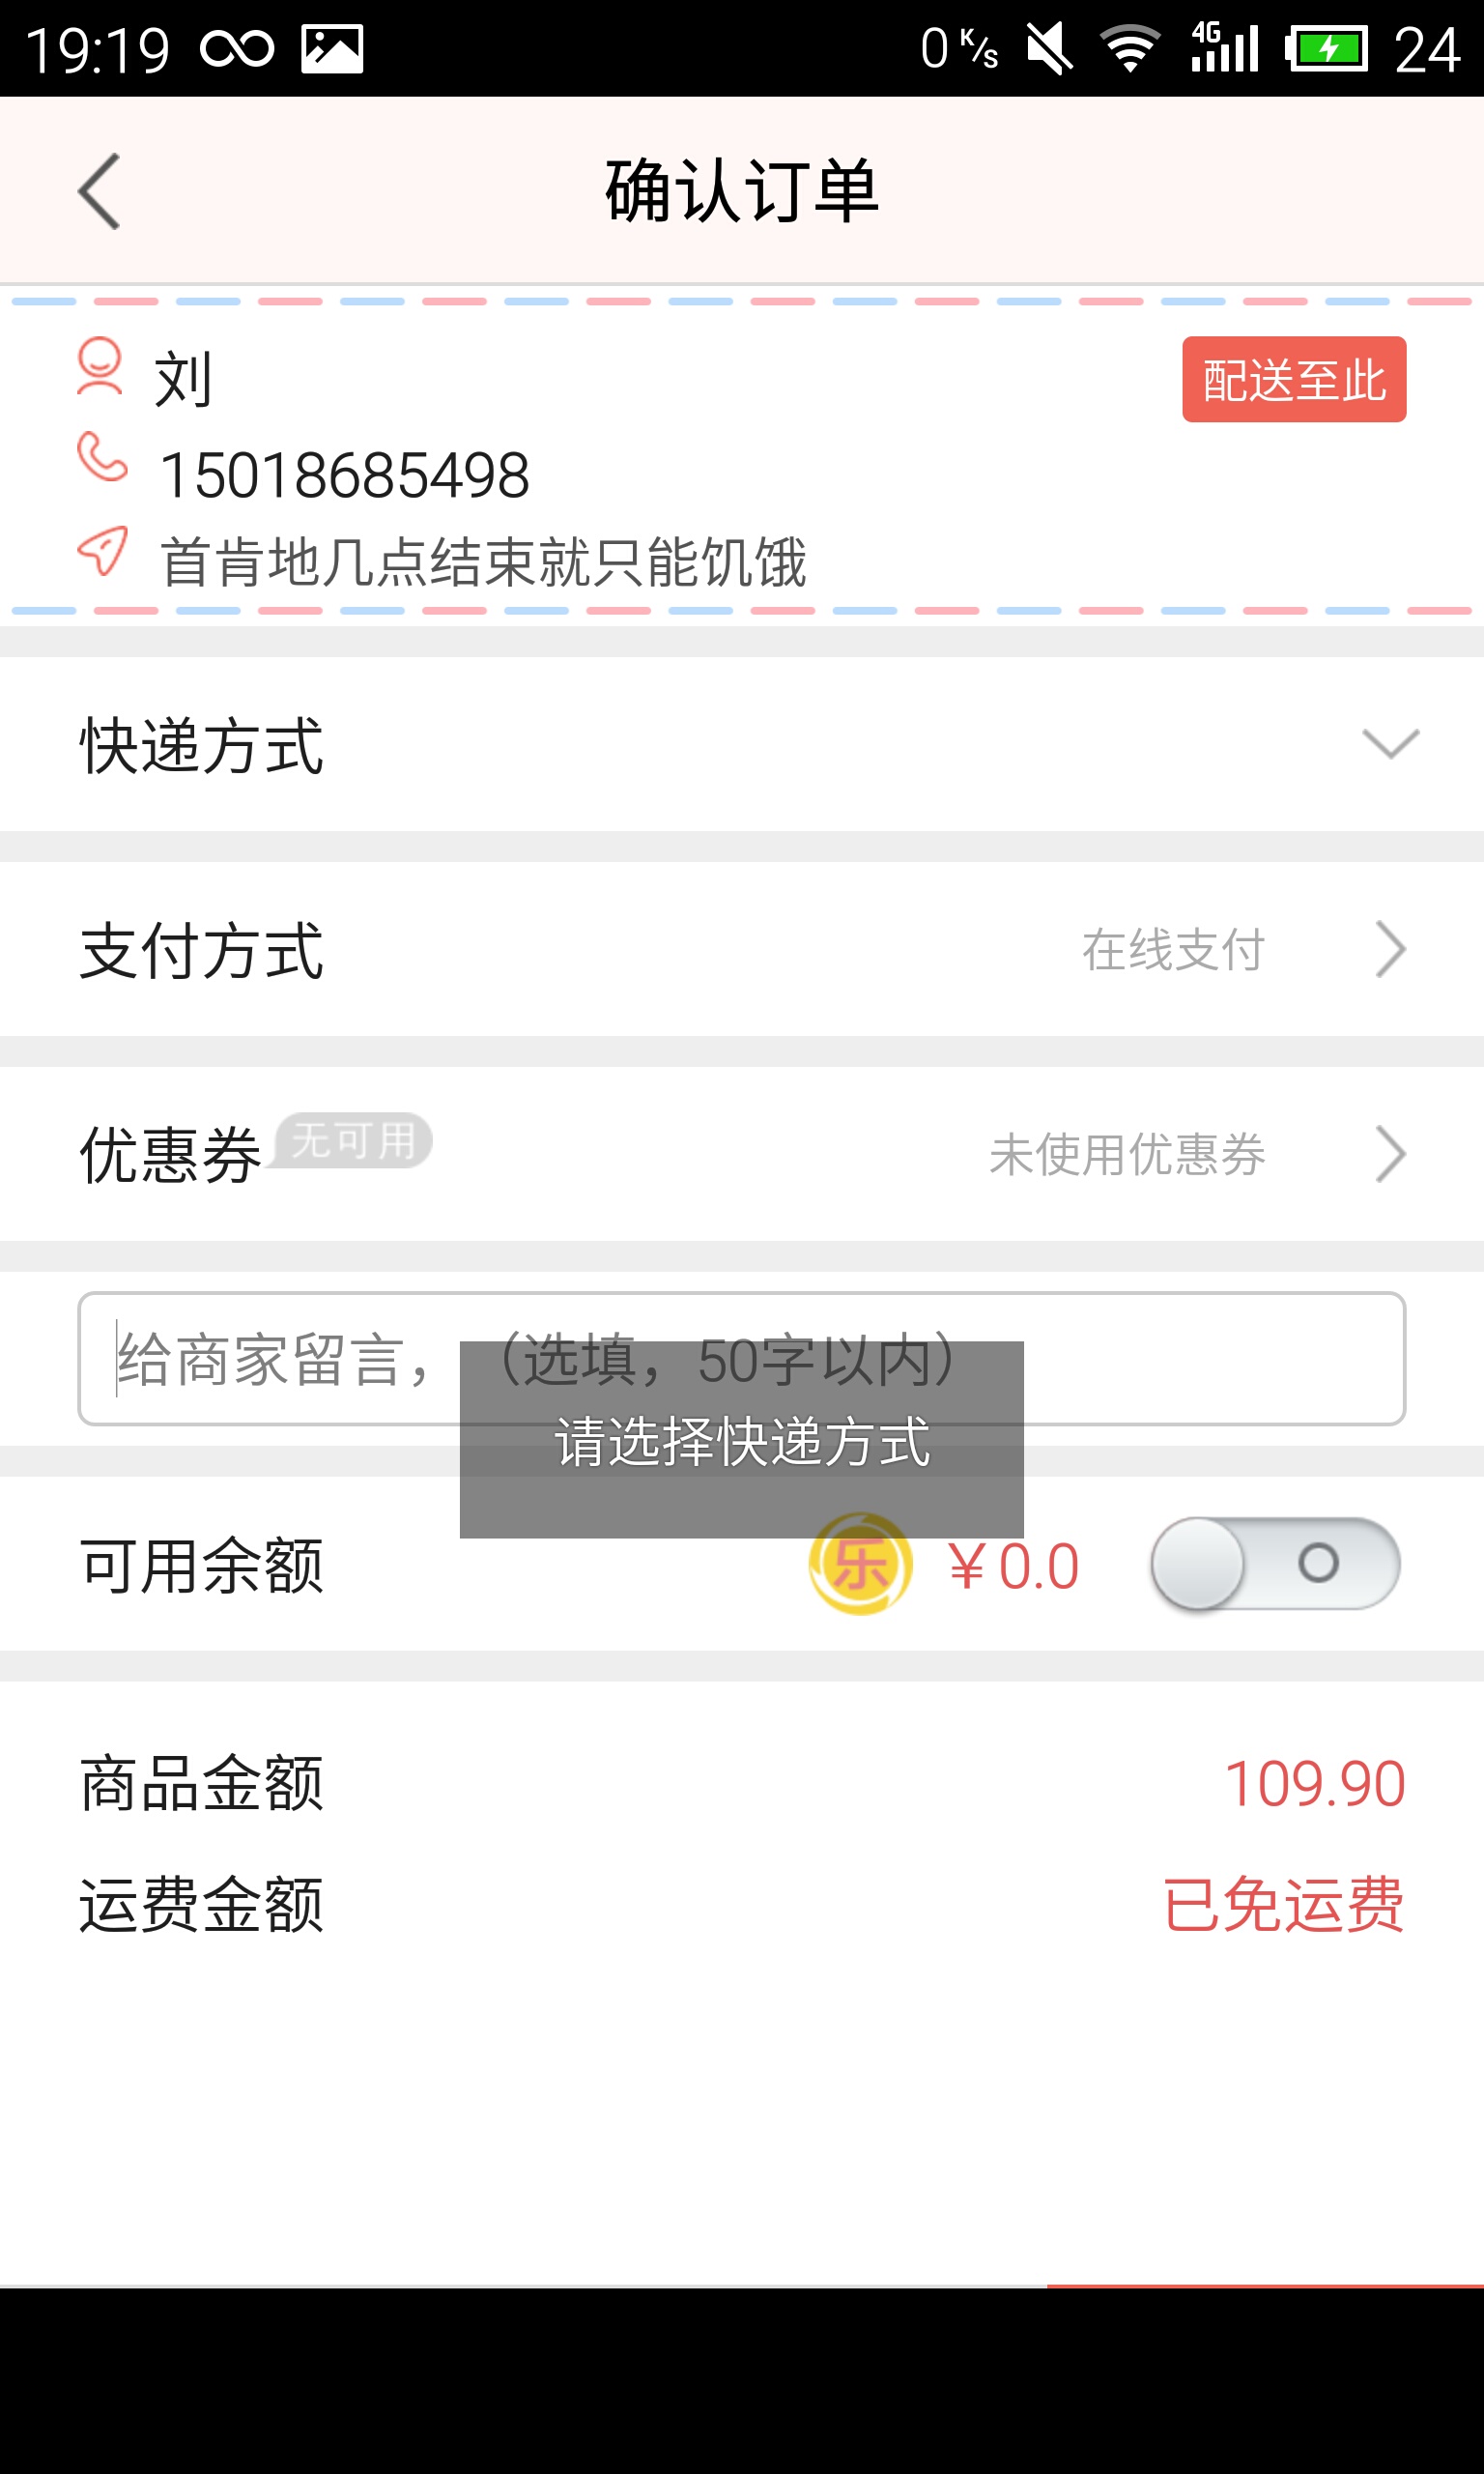 19:19 0 K/s 4G 24
确认订单
刘 配送至此
15018685498
首肯地几点结束就只能饥饿
快递方式
支付方式 在线支付
优惠券 无可用 未使用优惠券
给商家留言，（选填，50字以内）
请选择快递方式
可用余额 乐 ￥0.0
商品金额 109.90
运费金额 已免运费